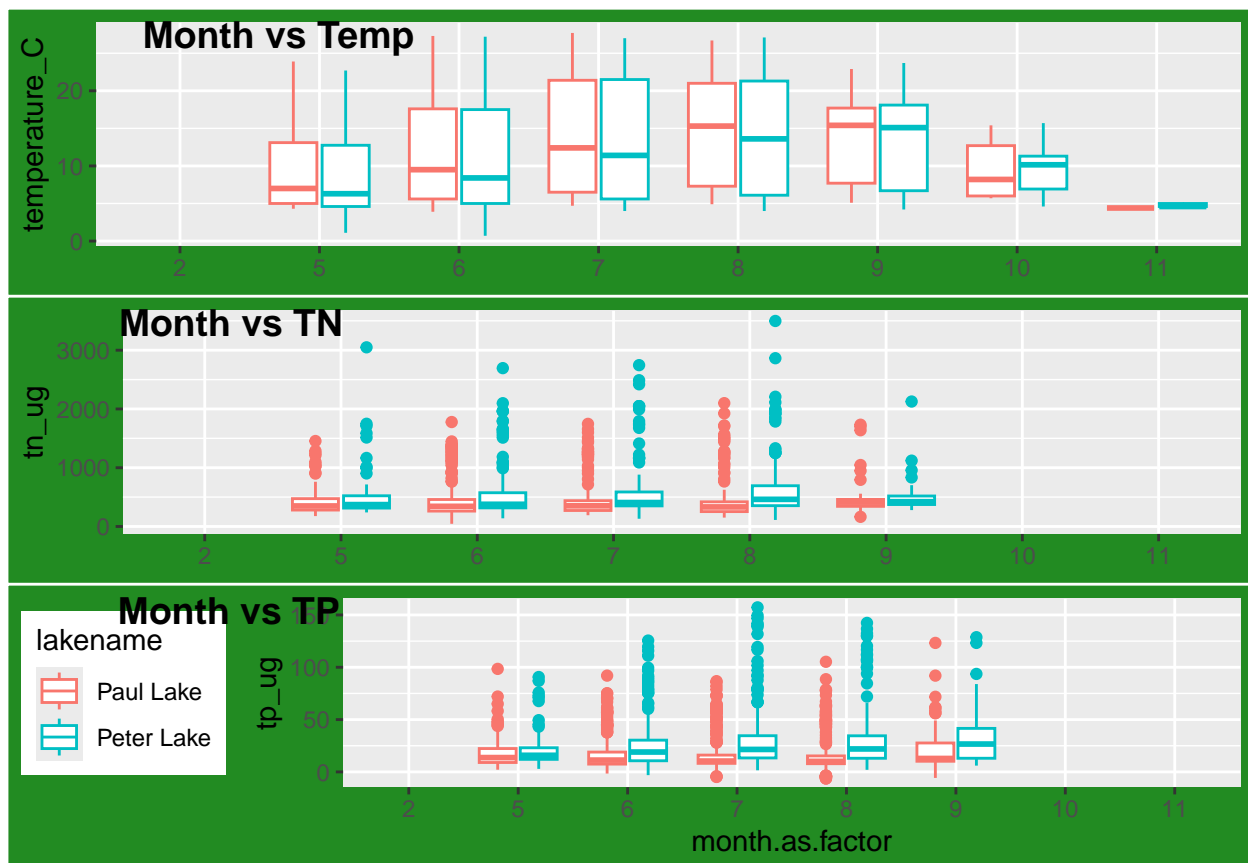 Month vs Temp
temperature_C
20
10
0
2 5 6 7 8 9 10 11
Month vs TN
tn_ug
3000
2000
1000
0
2 5 6 7 8 9 10 11
Month vs TP
lakename
Paul Lake
Peter Lake
tp_ug
150
100
50
25
0
2 5 6 7 8 9 10 11
month.as.factor